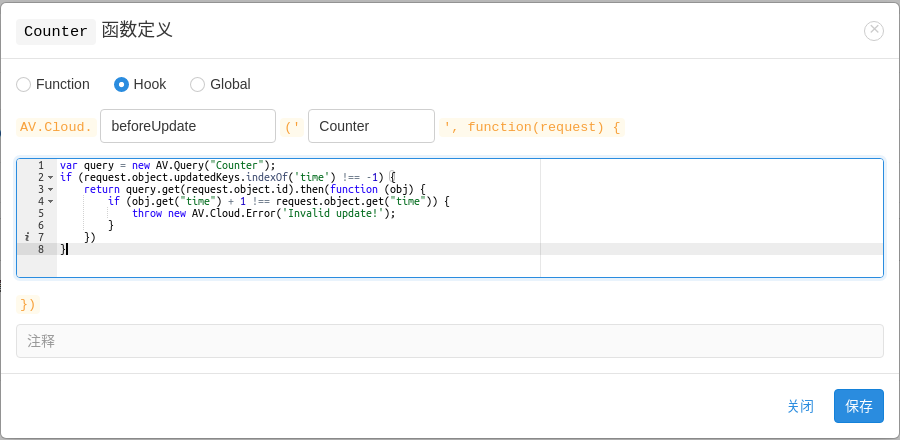 Counter 函数定义
Function Hook Global
AV.Cloud. beforeUpdate (' Counter ', function(request) {
1 var query = new AV.Query("Counter");
2 if (request.object.updatedKeys.indexOf('time') !== -1) {
3 return query.get(request.object.id).then(function (obj) {
4 if (obj.get("time") + 1 !== request.object.get("time")) {
5 throw new AV.Cloud.Error('Invalid update!');
6 }
i 7 })
8 }
})
注释
关闭 保存